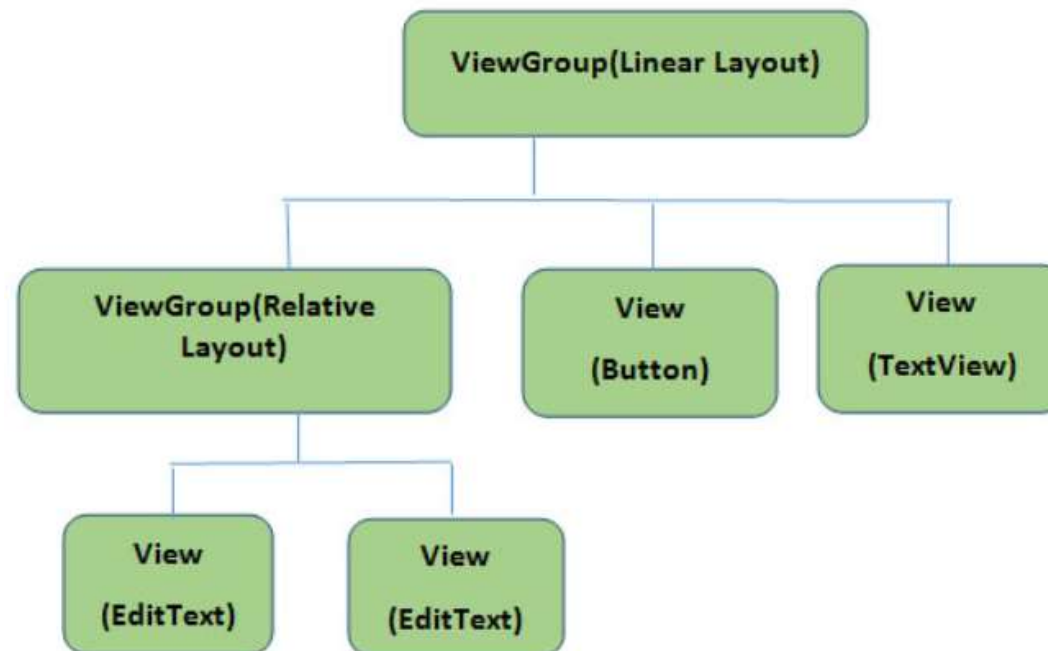 ViewGroup(Linear Layout)
ViewGroup(Relative
Layout)
View
(Button)
View
(TextView)
View
(EditText)
View
(EditText)